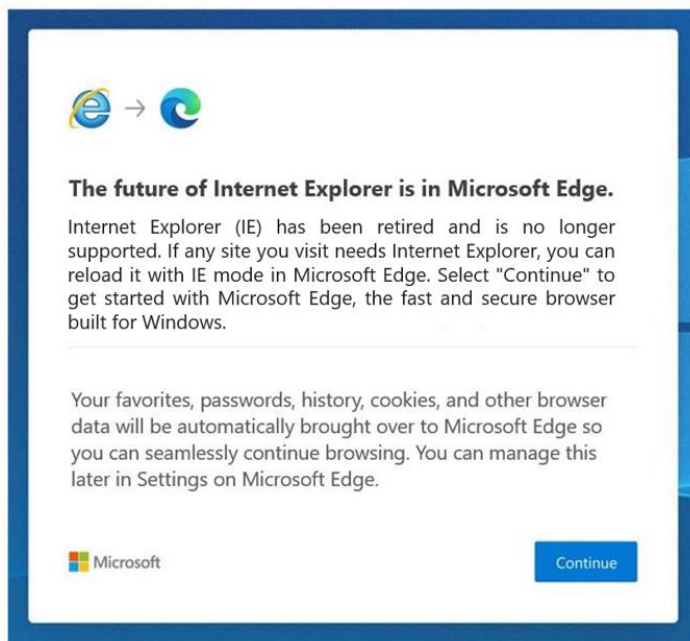 The future of Internet Explorer is in Microsoft Edge.
Internet Explorer (IE) has been retired and is no longer
supported. If any site you visit needs Internet Explorer, you can
reload it with IE mode in Microsoft Edge. Select "Continue" to
get started with Microsoft Edge, the fast and secure browser
built for Windows.
Your favorites, passwords, history, cookies, and other browser
data will be automatically brought over to Microsoft Edge so
you can seamlessly continue browsing. You can manage this
later in Settings on Microsoft Edge.
Microsoft
Continue